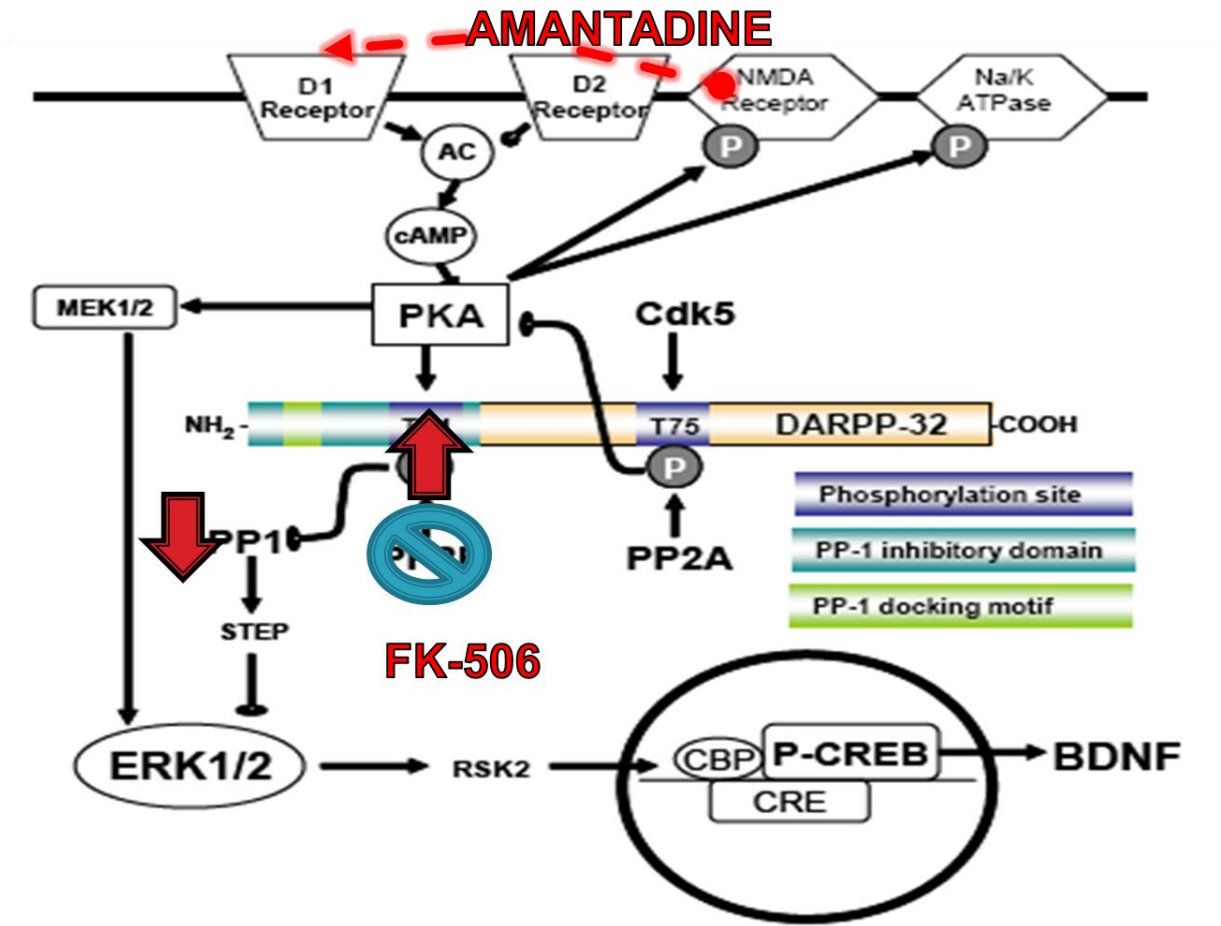 AMANTADINE
D1
Receptor
D2
Receptor
NMDA
Receptor
Na/K
ATPase
P
P
AC
cAMP
MEK1/2
PKA
Cdk5
NH2 -
T75
DARPP-32
-COOH
P
Phosphorylation site
PP1
PP2A
PP-1 inhibitory domain
PP-1 docking motif
STEP
FK-506
ERK1/2
RSK2
CBP
P-CREB
BDNF
CRE